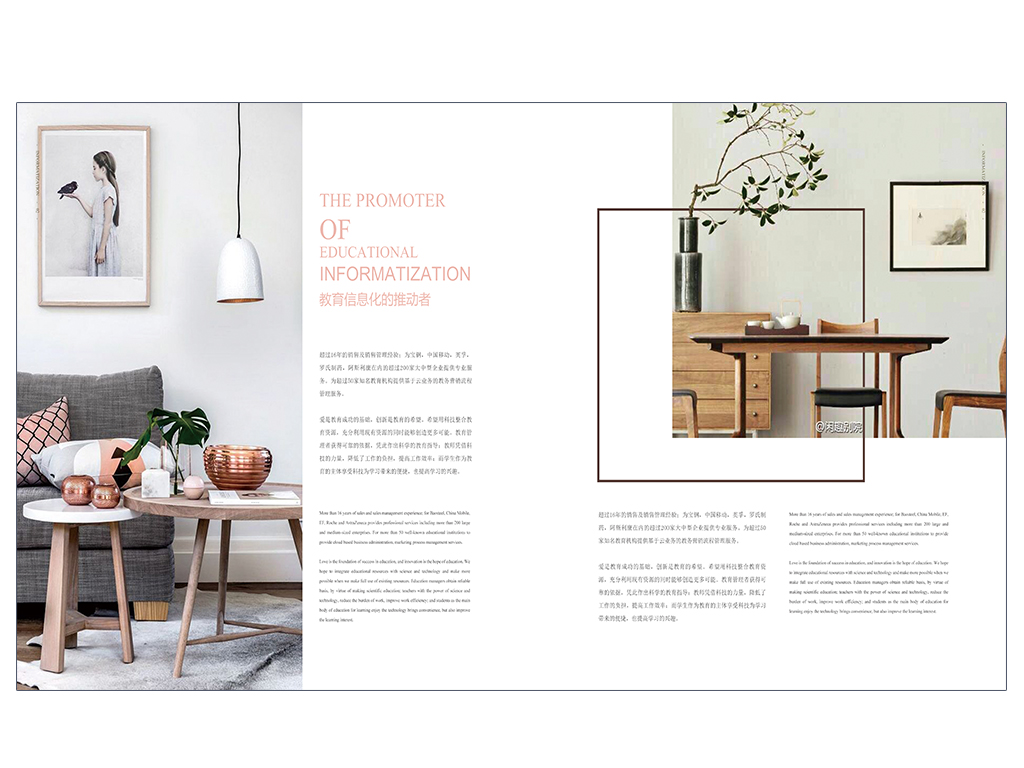 THE PROMOTER
OF
EDUCATIONAL
INFORMATIZATION
教育信息化的推动者
超过16年的销售及销售管理经验;为宝钢,中国移动,英孚,
罗氏制药,阿斯利康在内的超过200家大中型企业提供专业服
务。为超过50家知名教育机构提供基于云业务的教务营销流程
管理服务。
爱是教育成功的基础,创新是教育的希望。希望用科技整合教
育资源,充分利用现有资源的同时能够创造更多可能。教育管
理者获得可靠的依据,凭此作出科学的教育指导;教师凭借科
技的力量,降低了工作的负担,提高工作效率;而学生作为教
育的主体享受科技为学习带来的便捷,也提高学习的兴趣。
More than 16 years of sales and sales management experience; for Baosteel, China Mobile,
EF, Roche and AstraZeneca provides professional services including more than 200 large
and medium-sized enterprises. For more than 50 well-known educational institutions to
provide cloud based business administration, marketing process management services.
Love is the foundation of success in education, and innovation is the hope of education. We
hope to integrate educational resources with science and technology and make more
possible when we make full use of existing resources. Education managers obtain reliable
basis, by virtue of making scientific education; teachers with the power of science and
technology, reduce the burden of work, improve work efficiency; and students as the main
body of education for learning enjoy the technology brings convenience, but also improve
the learning interest.
@闲趣别院
超过16年的销售及销售管理经验;为宝钢,中国移动,英孚,罗氏制
药,阿斯利康在内的超过200家大中型企业提供专业服务。为超过50
家知名教育机构提供基于云业务的教务营销流程管理服务。
爱是教育成功的基础,创新是教育的希望。希望用科技整合教育资
源,充分利用现有资源的同时能够创造更多可能。教育管理者获得可
靠的依据,凭此作出科学的教育指导;教师凭借科技的力量,降低了
工作的负担,提高工作效率;而学生作为教育的主体享受科技为学习
带来的便捷,也提高学习的兴趣。
More than 16 years of sales and sales management experience; for Baosteel, China Mobile, EF,
Roche and AstraZeneca provides professional services including more than 200 large and
medium-sized enterprises. For more than 50 well-known educational institutions to provide
cloud based business administration, marketing process management services.
Love is the foundation of success in education, and innovation is the hope of education. We hope
to integrate educational resources with science and technology and make more possible when we
make full use of existing resources. Education managers obtain reliable basis, by virtue of
making scientific education; teachers with the power of science and technology, reduce the
burden of work, improve work efficiency; and students as the main body of education for
learning enjoy the technology brings convenience, but also improve the learning interest.